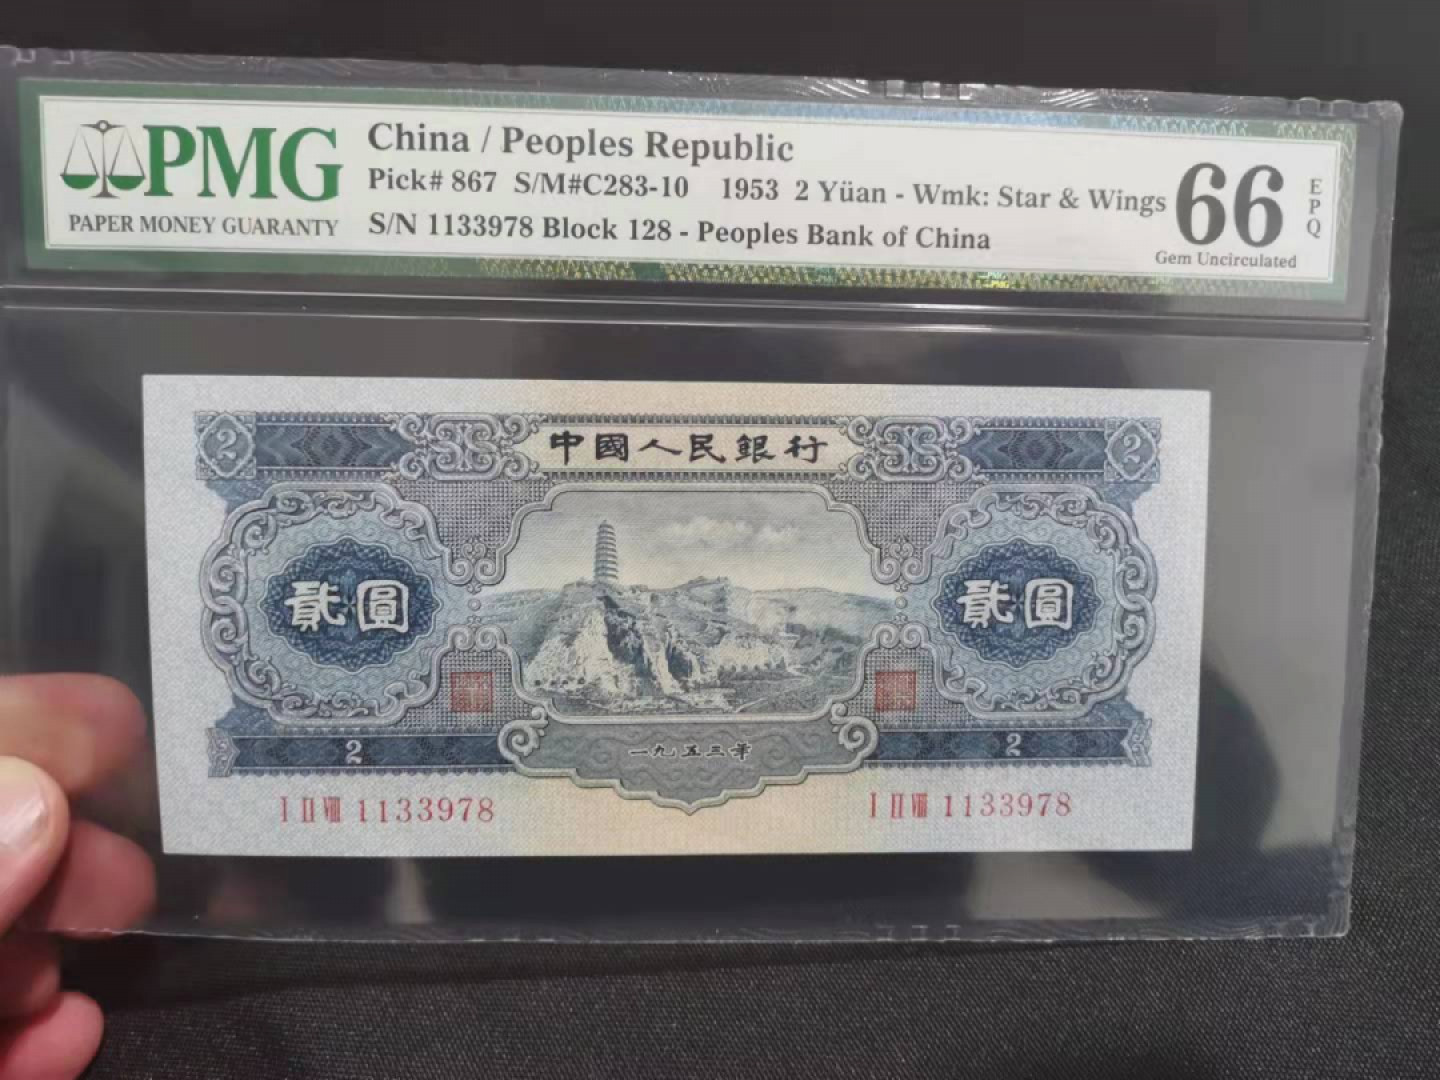 PMG
PAPER MONEY GUARANTY
China / Peoples Republic
Pick# 867 S/M#C283-10 1953 2 Yüan - Wmk: Star & Wings
S/N 1133978 Block 128 - Peoples Bank of China
66
EPQ
Gem Uncirculated
PMG
2 中國人民銀行 2
貳圓 貳圓
一九五三年
2 2
I II VIII 1133978 I II VIII 1133978